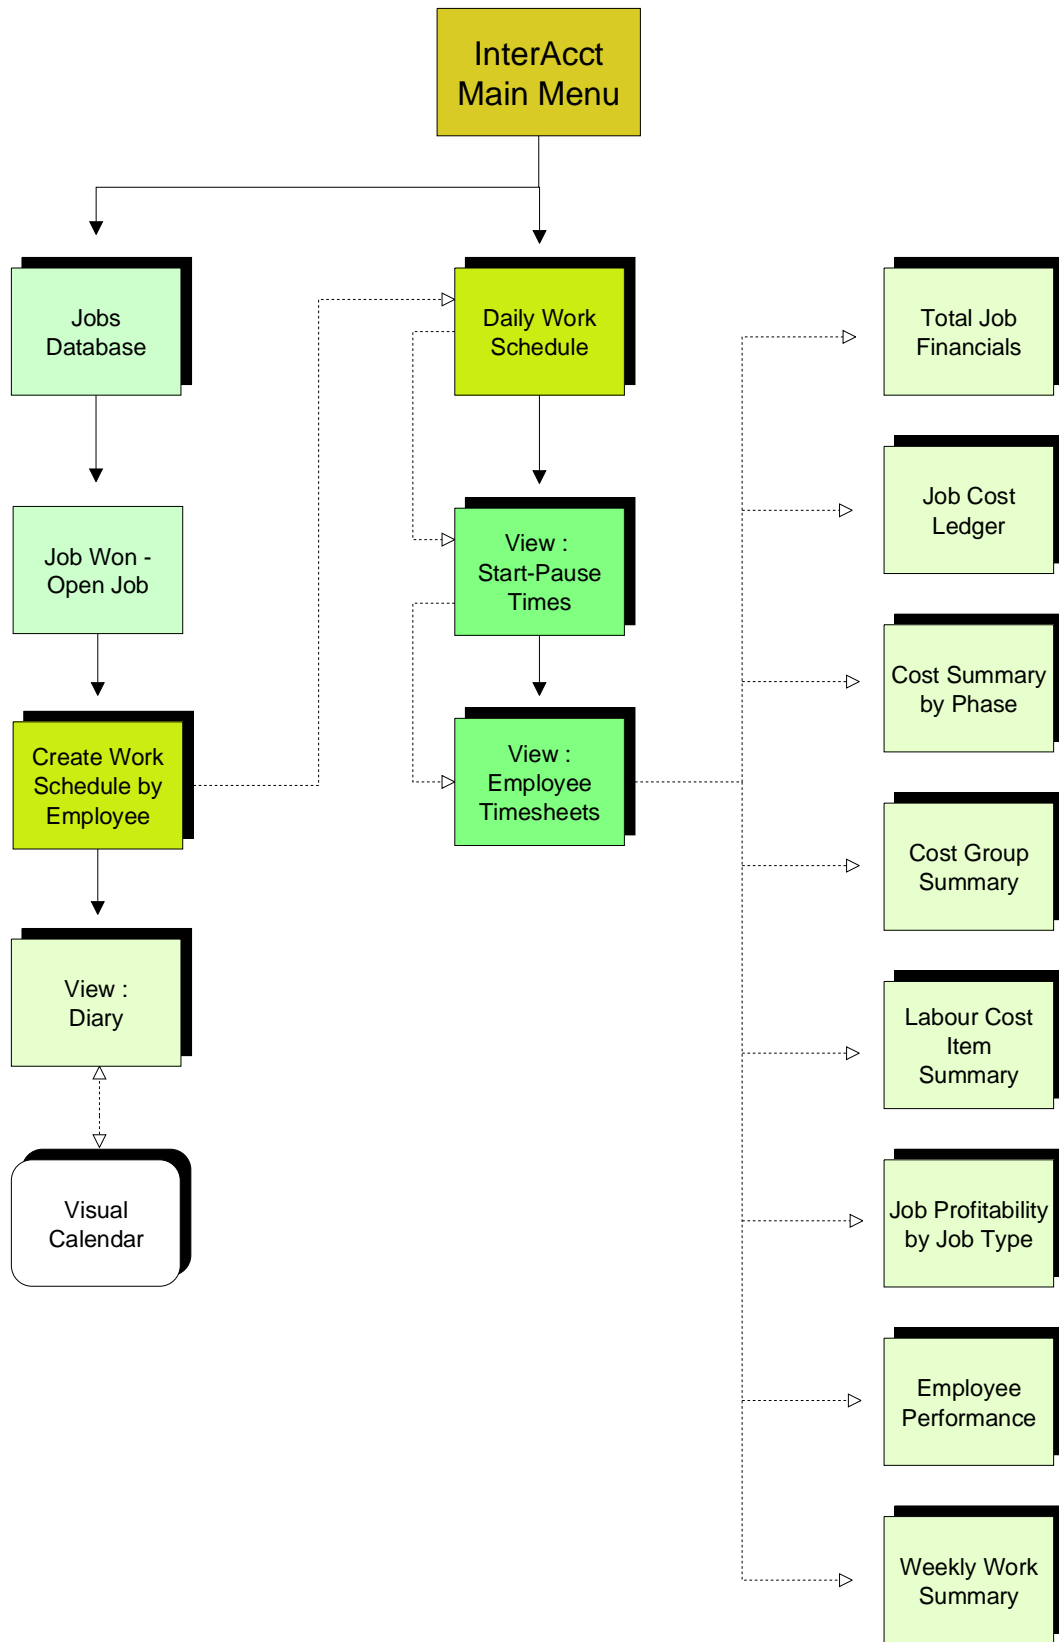 InterAcct
Main Menu
Jobs
Database
Job Won -
Open Job
Create Work
Schedule by
Employee
View :
Diary
Visual
Calendar
Daily Work
Schedule
View :
Start-Pause
Times
View :
Employee
Timesheets
Total Job
Financials
Job Cost
Ledger
Cost Summary
by Phase
Cost Group
Summary
Labour Cost
Item
Summary
Job Profitability
by Job Type
Employee
Performance
Weekly Work
Summary